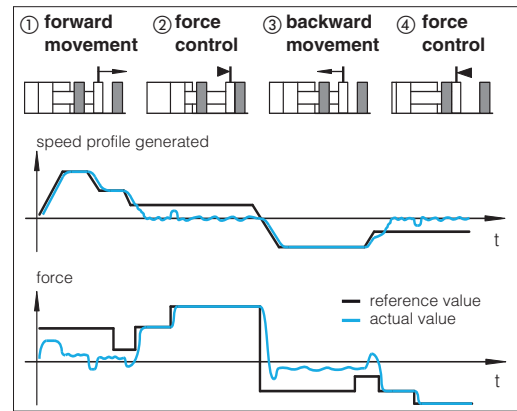 ① forward movement
② force control
③ backward movement
④ force control
speed profile generated
t
force
reference value
actual value
t